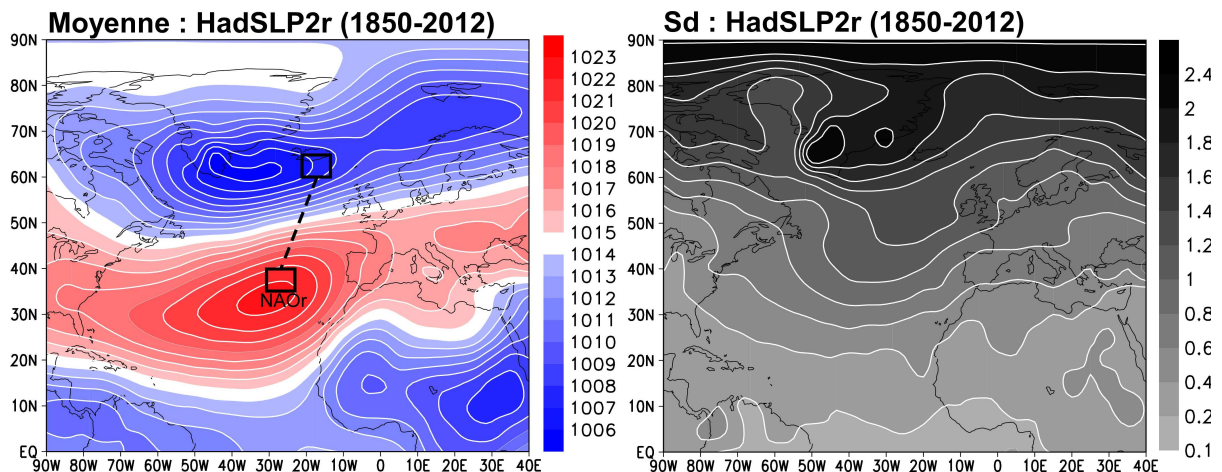 Moyenne : HadSLP2r (1850-2012)
90N
80N
70N
60N
50N
40N
30N
20N
10N
EQ
90W 80W 70W 60W 50W 40W 30W 20W 10W 0 10E 20E 30E 40E
NAOr
1023
1022
1021
1020
1019
1018
1017
1016
1015
1014
1013
1012
1011
1010
1009
1008
1007
1006
Sd : HadSLP2r (1850-2012)
90N
80N
70N
60N
50N
40N
30N
20N
10N
EQ
90W 80W 70W 60W 50W 40W 30W 20W 10W 0 10E 20E 30E 40E
2.4
2
1.8
1.6
1.4
1.2
1
0.8
0.6
0.4
0.2
0.1